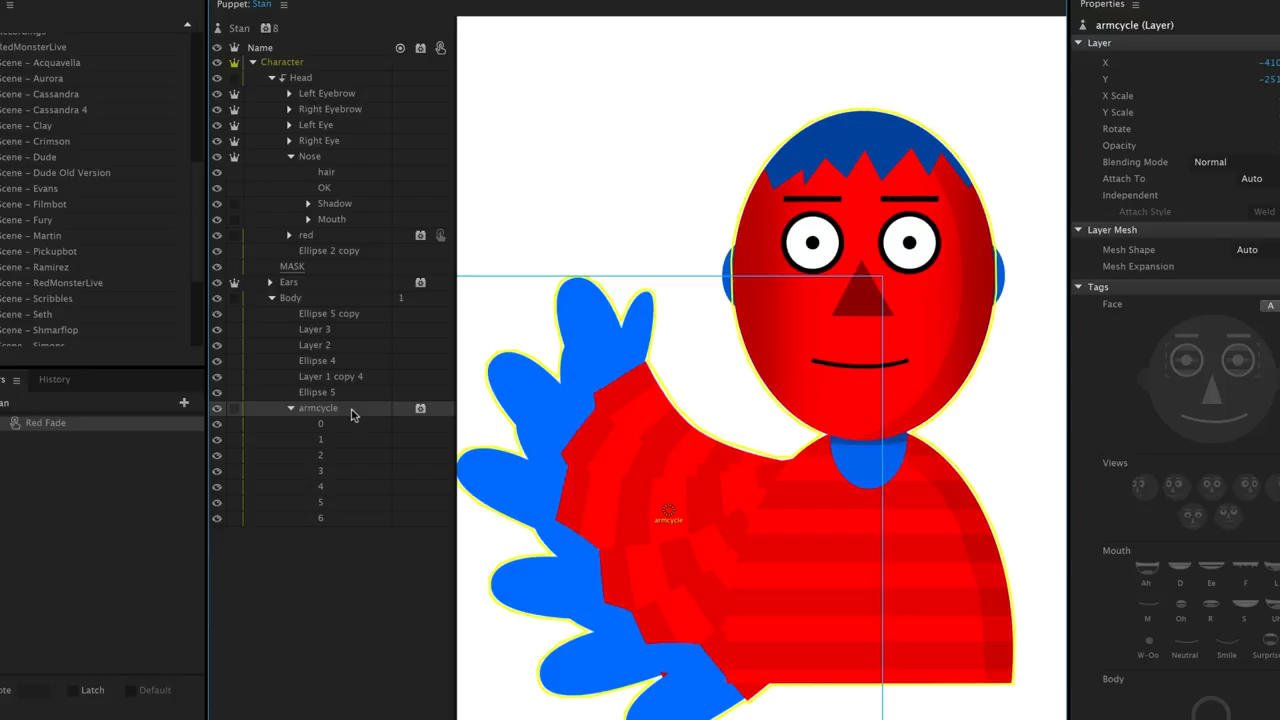 Puppet: Stan
Stan 8
Name
Character
Head
Left Eyebrow
Right Eyebrow
Left Eye
Right Eye
Nose
hair
OK
Shadow
Mouth
red
Ellipse 2 copy
MASK
Ears
Body 1
Ellipse 5 copy
Layer 3
Layer 2
Ellipse 4
Layer 1 copy 4
Ellipse 5
armcycle
0
1
2
3
4
5
6
RedMonsterLive
Scene – Acquavella
Scene – Aurora
Scene – Cassandra
Scene – Cassandra 4
Scene – Clay
Scene – Crimson
Scene – Dude
Scene – Dude Old Version
Scene – Evans
Scene – Filmbot
Scene – Fury
Scene – Martin
Scene – Pickupbot
Scene – Ramirez
Scene – RedMonsterLive
Scene – Scribbles
Scene – Seth
Scene – Shmarflop
Scene – Simons
History
Red Fade
Latch
Default
armcycle
Properties
armcycle (Layer)
Layer
X -410
Y -251
X Scale
Y Scale
Rotate
Opacity
Blending Mode Normal
Attach To Auto
Independent
Attach Style Weld
Layer Mesh
Mesh Shape Auto
Mesh Expansion
Tags
Face A
Views
Mouth
Ah D Ee F L
M Oh R S Uh
W-Oo Neutral Smile Surprise
Body